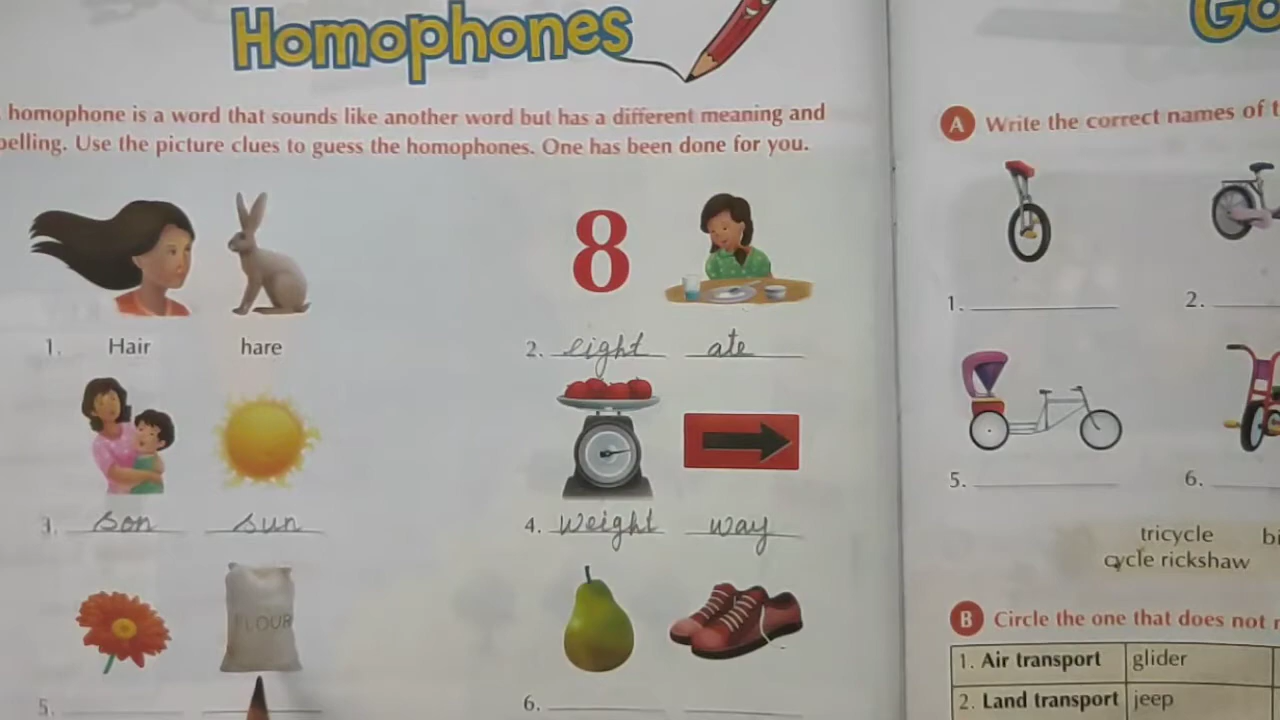 Homophones
homophone is a word that sounds like another word but has a different meaning and
pelling. Use the picture clues to guess the homophones. One has been done for you.
8
1. Hair hare
2. eight ate
3. son sun
4. weight way
FLOUR
5.
6.
Go
A Write the correct names of t
1.
2.
5.
6.
tricycle bi
cycle rickshaw
B Circle the one that does not
1. Air transport glider
2. Land transport jeep